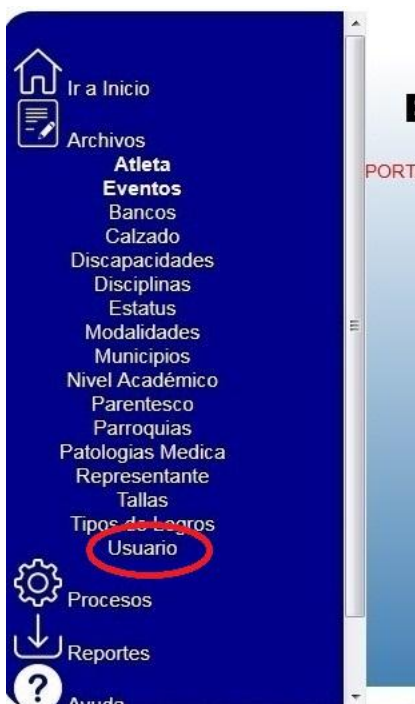 Ir a Inicio
Archivos
Atleta
Eventos
PORT
Bancos
Calzado
Discapacidades
Disciplinas
Estatus
Modalidades
Municipios
Nivel Académico
Parentesco
Parroquias
Patologias Medica
Representante
Tallas
Tipos de Logros
Usuario
Procesos
Reportes
Ayuda